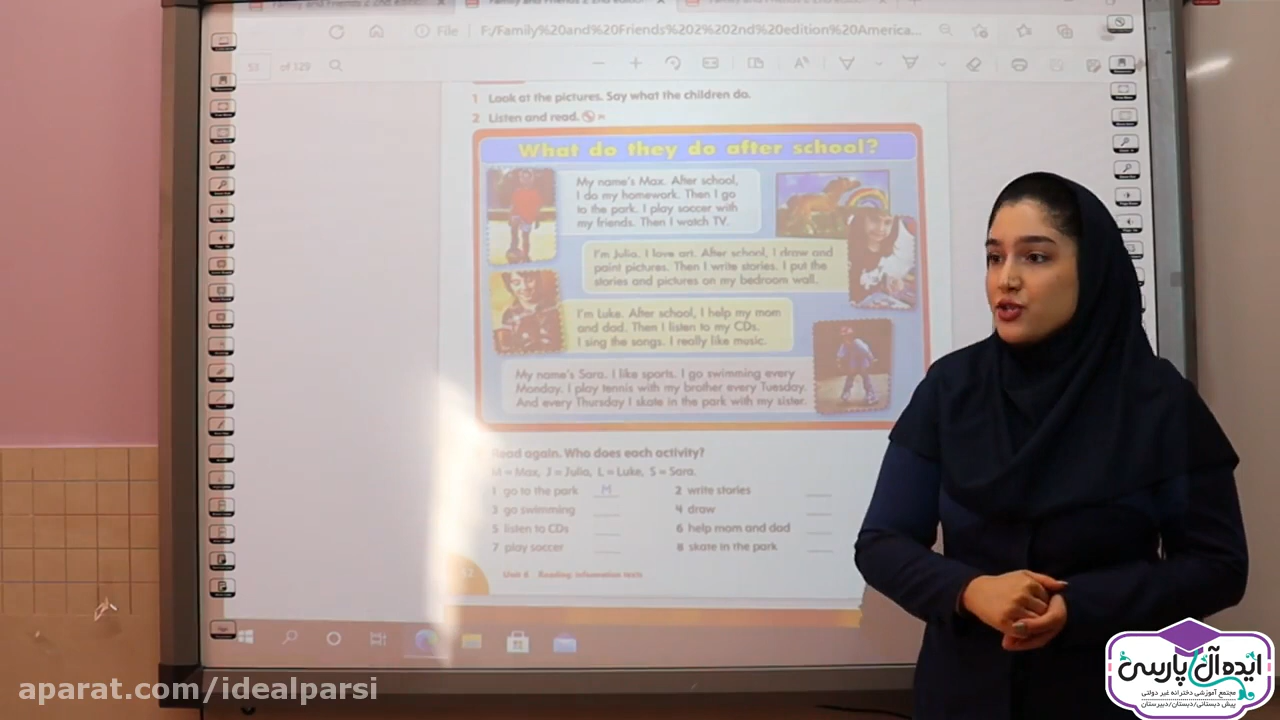 File F:/Family%20and%20Friends%202%202nd%20edition%20America...
of 129
1 Look at the pictures. Say what the children do.
2 Listen and read.
What do they do after school?
My name's Max. After school,
I do my homework. Then I go
to the park. I play soccer with
my friends. Then I watch TV.
I'm Julia. I love art. After school, I draw and
paint pictures. Then I write stories. I put the
stories and pictures on my bedroom wall.
I'm Luke. After school, I help my mom
and dad. Then I listen to my CDs.
I sing the songs. I really like music.
My name's Sara. I like sports. I go swimming every
Monday. I play tennis with my brother every Tuesday.
And every Thursday I skate in the park with my sister.
Read again. Who does each activity?
M = Max, J = Julia, L = Luke, S = Sara.
1 go to the park M 2 write stories
3 go swimming 4 draw
5 listen to CDs 6 help mom and dad
7 play soccer 8 skate in the park
Unit 8 Reading: information texts
aparat.com/idealparsi
ایده آل پارسی
مجتمع آموزشی دخترانه غیر دولتی
پیش دبستانی/دبستان/دبیرستان